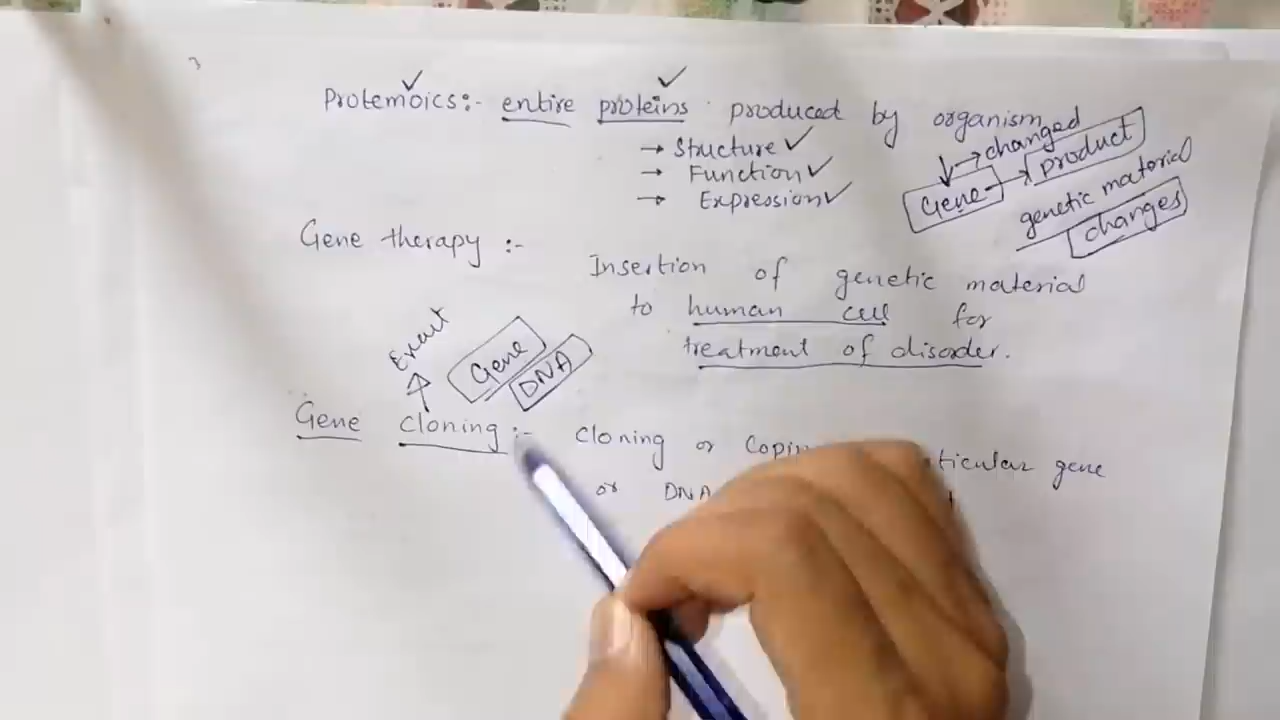 Protemoics:- entire proteins produced by organism
→ Structure ✓
→ Function ✓
→ Expression ✓
→ changed
Gene → product
genetic material
changes
Gene therapy :-
Insertion of genetic material
to human cell for
treatment of disorder.
Exact
Gene
DNA
Gene Cloning :- Cloning or gene
or DNA